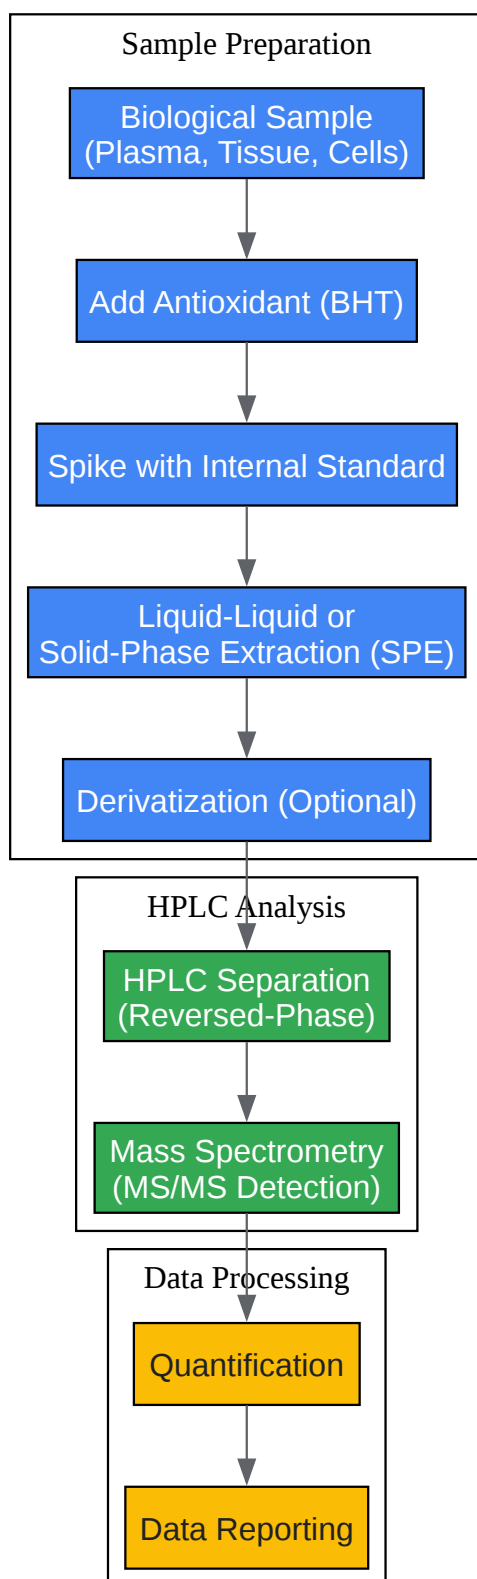 Sample Preparation
Biological Sample
(Plasma, Tissue, Cells)
Add Antioxidant (BHT)
Spike with Internal Standard
Liquid-Liquid or
Solid-Phase Extraction (SPE)
Derivatization (Optional)
HPLC Analysis
HPLC Separation
(Reversed-Phase)
Mass Spectrometry
(MS/MS Detection)
Data Processing
Quantification
Data Reporting